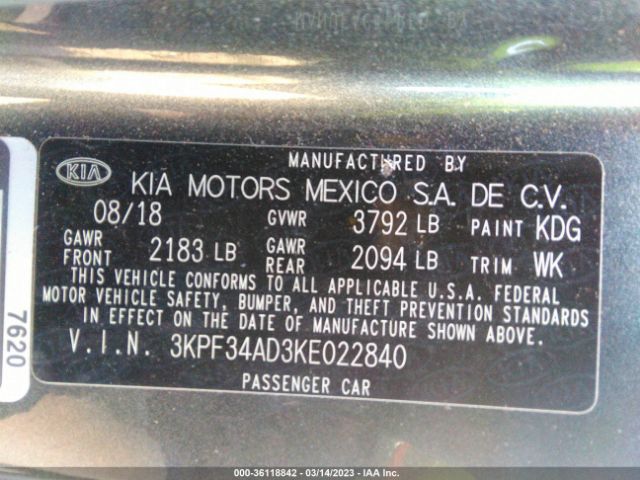 MANUFACTURED BY
KIA KIA MOTORS MEXICO S.A. DE C.V.
08/18 GVWR 3792 LB PAINT KDG
GAWR FRONT 2183 LB GAWR REAR 2094 LB TRIM WK
THIS VEHICLE CONFORMS TO ALL APPLICABLE U.S.A. FEDERAL
MOTOR VEHICLE SAFETY, BUMPER, AND THEFT PREVENTION STANDARDS
IN EFFECT ON THE DATE OF MANUFACTURE SHOWN ABOVE.
V.I.N. 3KPF34AD3KE022840
PASSENGER CAR
7620
000-36118842 / 03/14/2023 / IAA Inc.